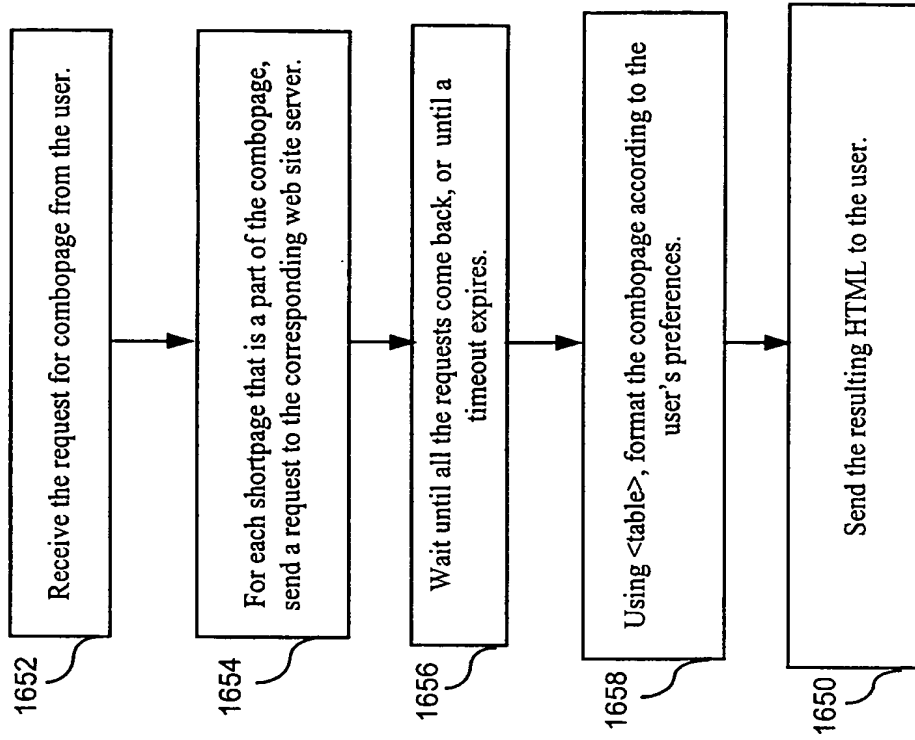 1652
Receive the request for combopage from the user.
1654
For each shortpage that is a part of the combopage,
send a request to the corresponding web site server.
1656
Wait until all the requests come back, or until a
timeout expires.
1658
Using <table>, format the combopage according to the
user's preferences.
1650
Send the resulting HTML to the user.